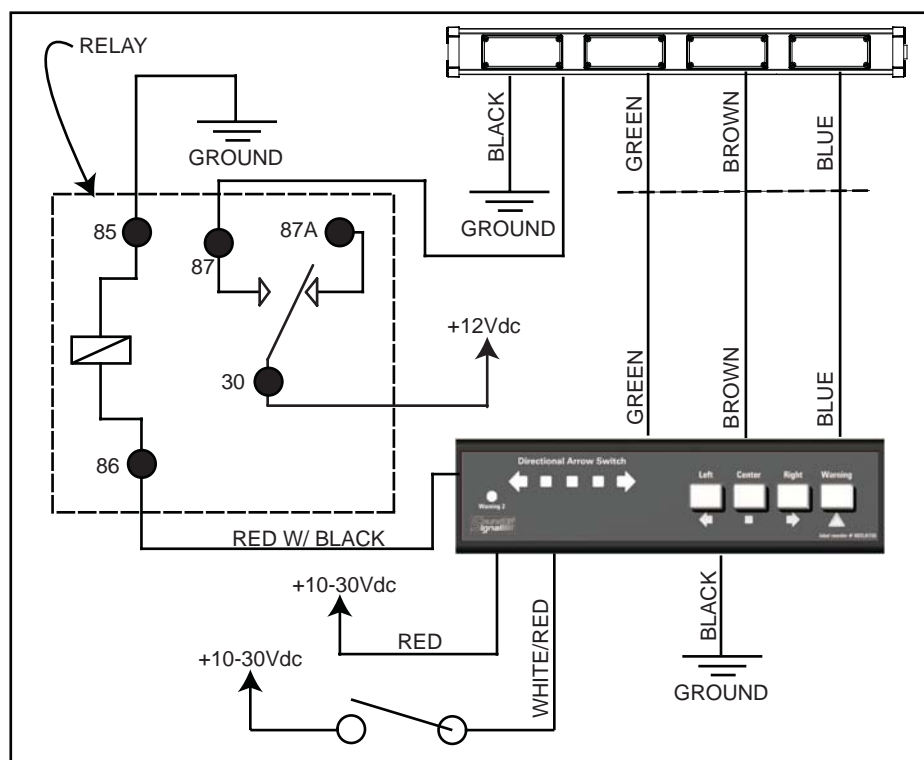 RELAY
GROUND
BLACK
GREEN
BROWN
BLUE
GROUND
85
87
87A
+12Vdc
30
GREEN
BROWN
BLUE
86
Directional Arrow Switch
Left
Center
Right
Warning
Warning 2
RED W/ BLACK
+10-30Vdc
RED
WHITE/RED
BLACK
+10-30Vdc
GROUND